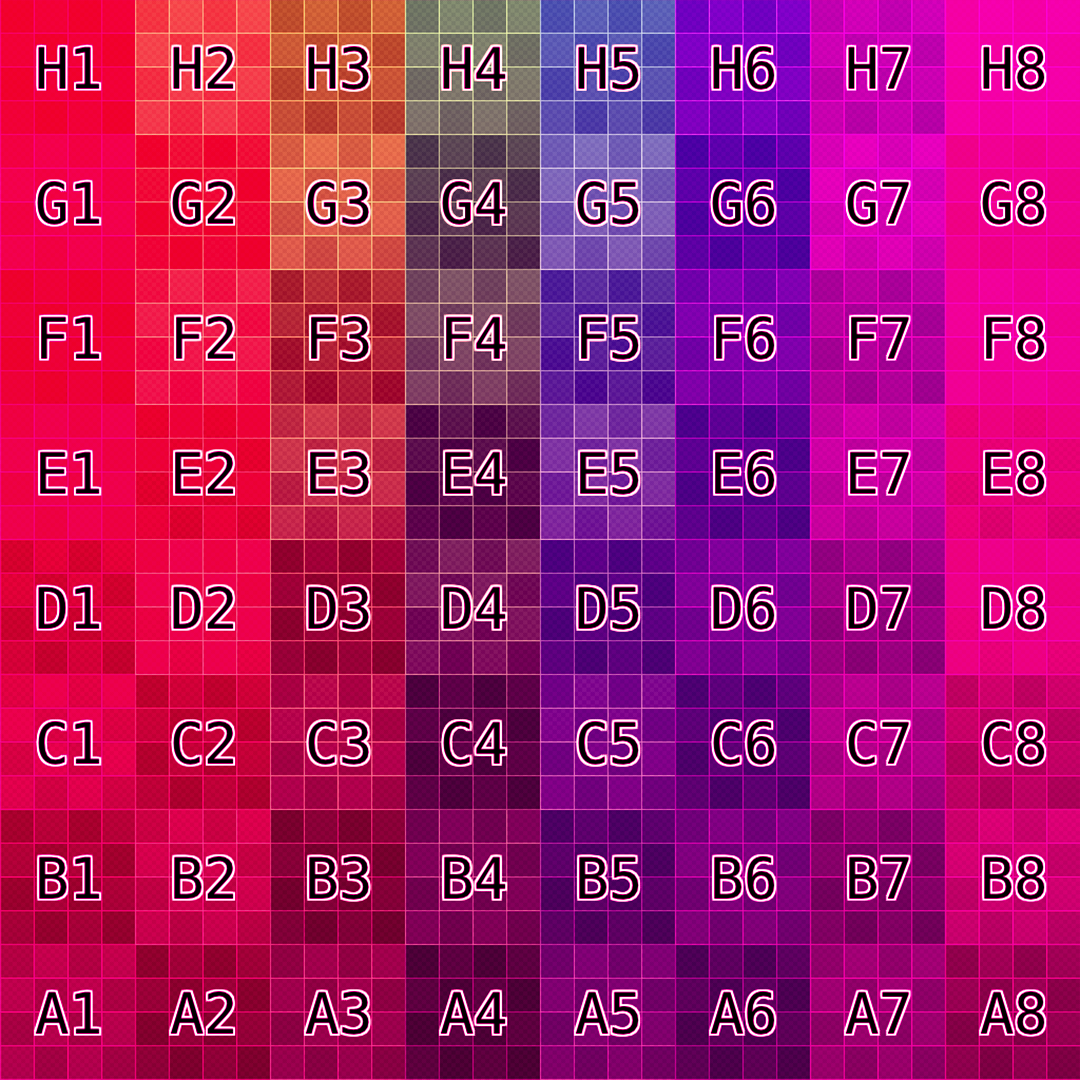 H1 H2 H3 H4 H5 H6 H7 H8
G1 G2 G3 G4 G5 G6 G7 G8
F1 F2 F3 F4 F5 F6 F7 F8
E1 E2 E3 E4 E5 E6 E7 E8
D1 D2 D3 D4 D5 D6 D7 D8
C1 C2 C3 C4 C5 C6 C7 C8
B1 B2 B3 B4 B5 B6 B7 B8
A1 A2 A3 A4 A5 A6 A7 A8